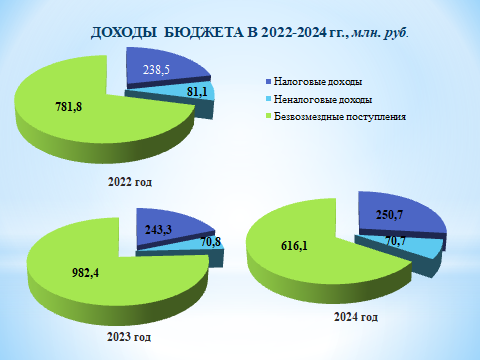 ДОХОДЫ БЮДЖЕТА В 2022-2024 гг., млн. руб.
238,5
81,1
781,8
2022 год
Налоговые доходы
Неналоговые доходы
Безвозмездные поступления
243,3
70,8
982,4
2023 год
250,7
70,7
616,1
2024 год